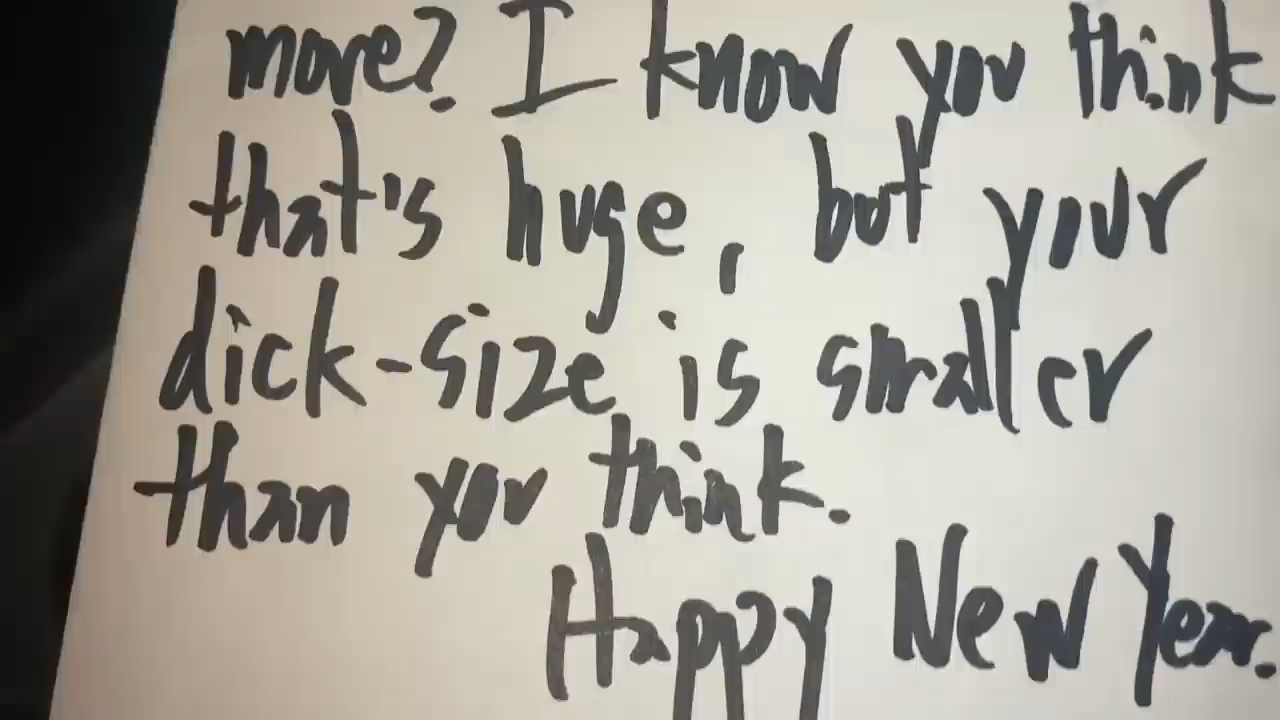 more? I know you think
that's huge, but your
dick-size is smaller
than you think.
Happy New Year.